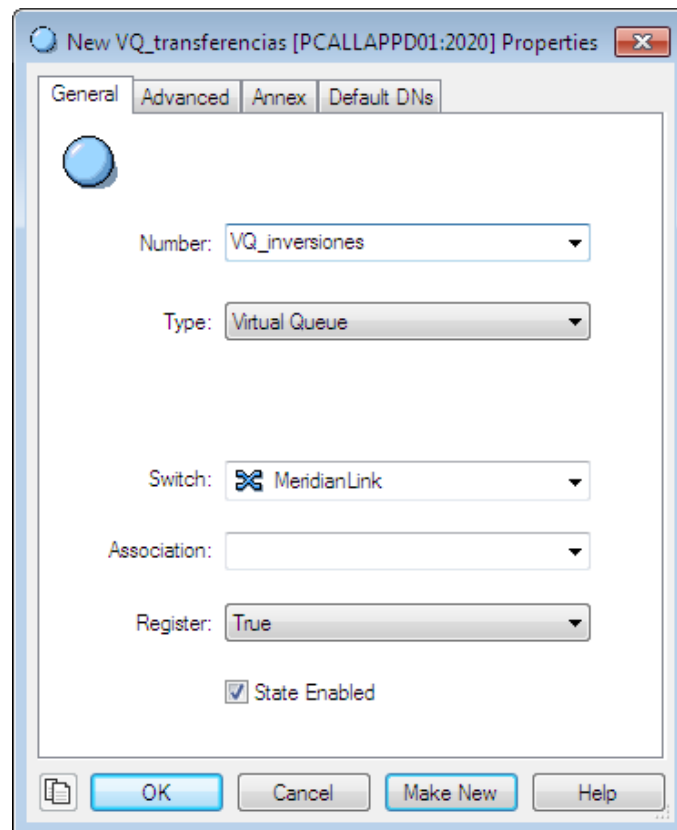 New VQ_transferencias [PCALLAPPD01:2020] Properties
General Advanced Annex Default DNs
Number: VQ_inversiones
Type: Virtual Queue
Switch: MeridianLink
Association:
Register: True
State Enabled
OK Cancel Make New Help